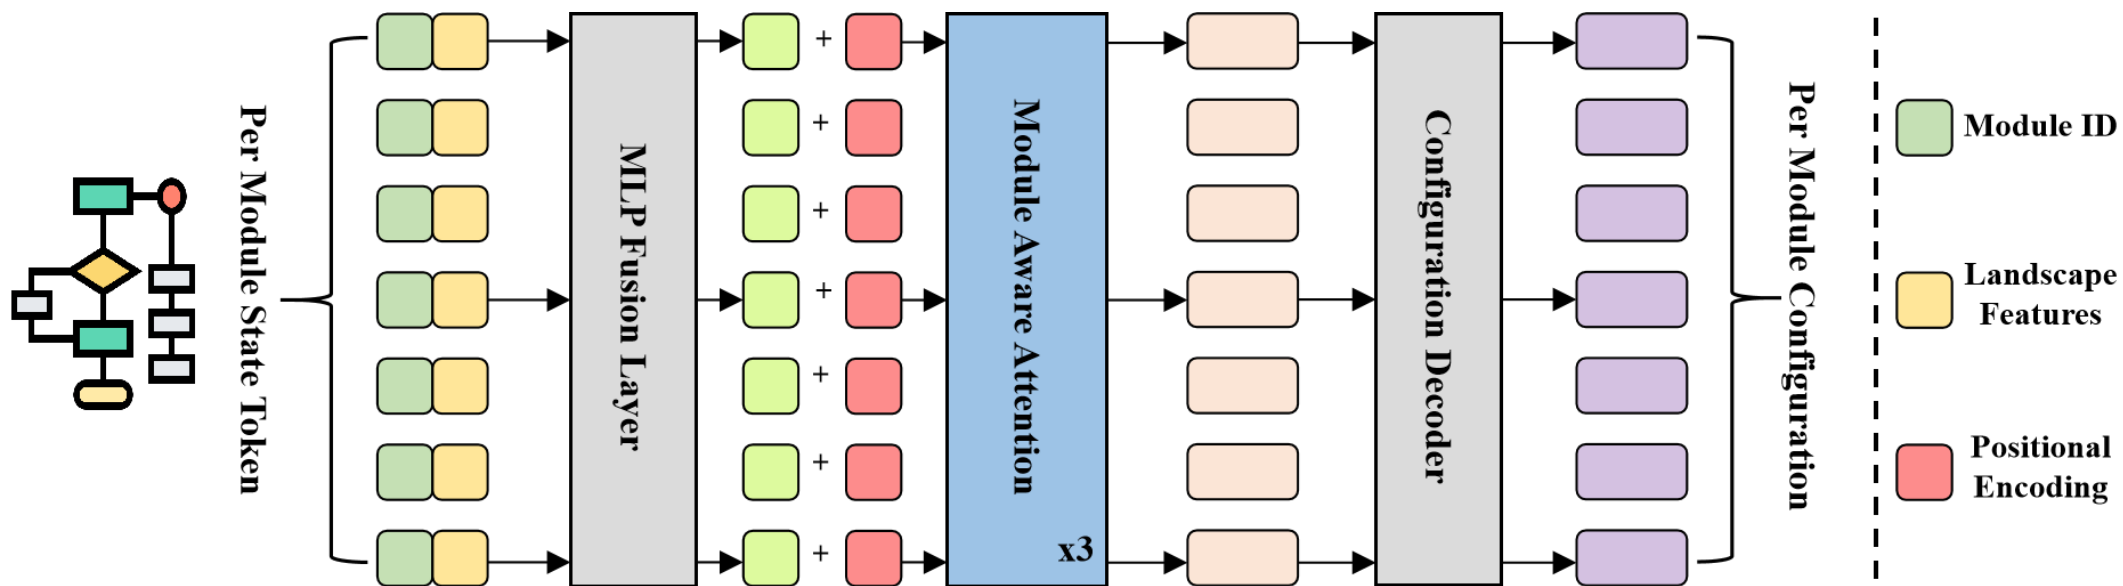 Per Module State Token
MLP Fusion Layer
+
+
+
+
+
+
+
Module Aware Attention
x3
Configuration Decoder
Per Module Configuration
Module ID
Landscape
Features
Positional
Encoding